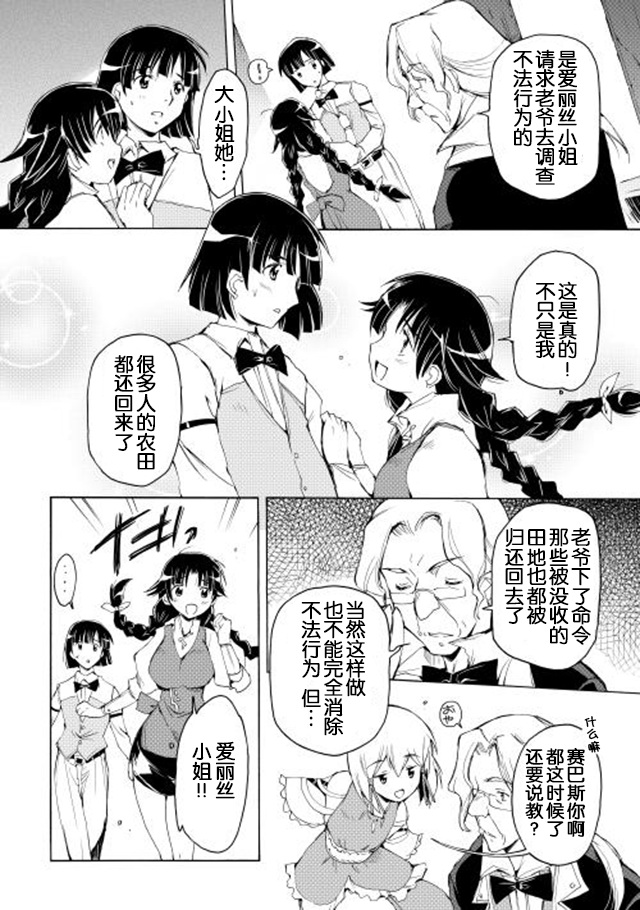 是爱丽丝小姐
请求老爷去调查
不法行为的
！
大小姐她…
这是真的！
不只是我
很多人的农田
都还回来了
老爷下了命令
那些被没收的
田地也都被
归还回去了
当然这样做
也不能完全消除
不法行为 但…
…
爱丽丝
小姐!!
什么嘛
赛巴斯你啊
都这时候了
还要说教?